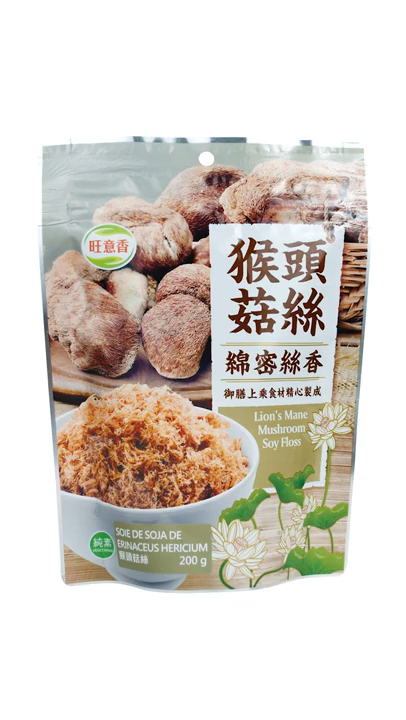 旺意香
猴頭
菇絲
綿密絲香
御膳上乘食材精心製成
Lion's Mane
Mushroom
Soy Floss
純素
VEGETARIAN
SOIE DE SOJA DE
ERINACEUS HERICIUM
猴頭菇絲
200 g